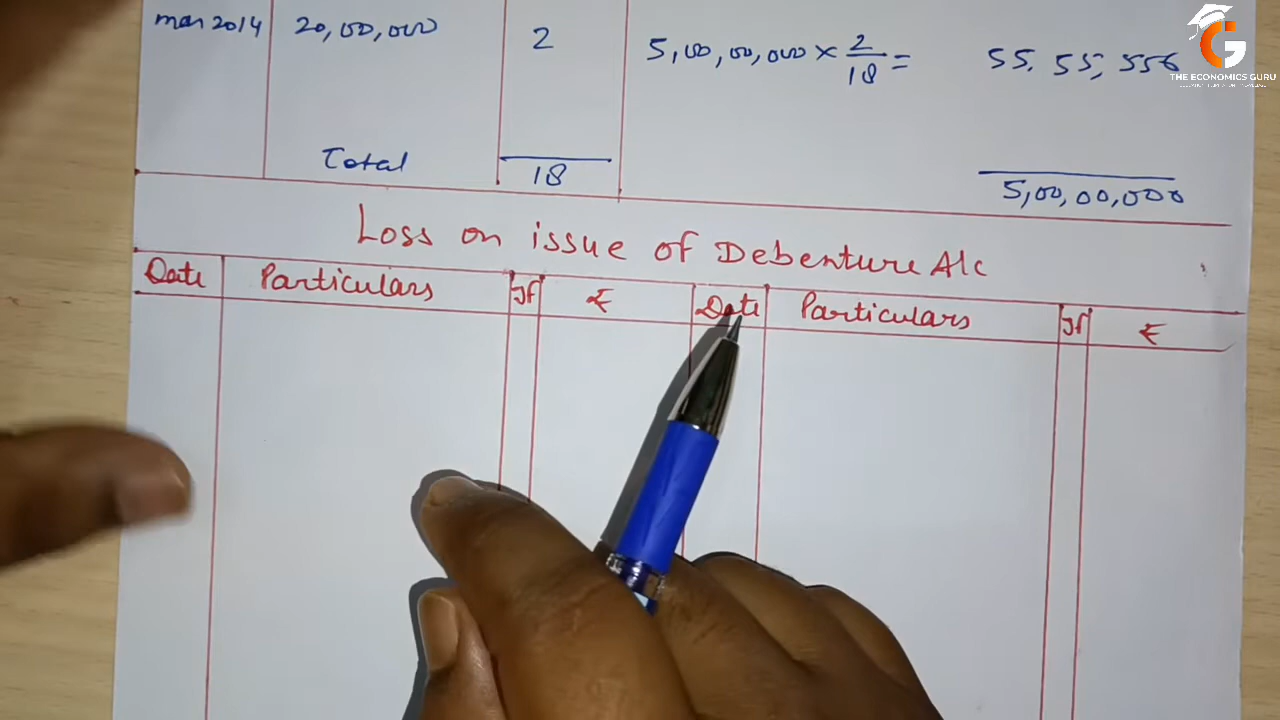 mar 2014 20,00,000 2 5,00,00,000 × 2/18 = 55,55,556
THE ECONOMICS GURU
Total 18 5,00,00,000
Loss on issue of Debenture A/c
Date Particulars Jf ₹ Date Particulars Jf ₹